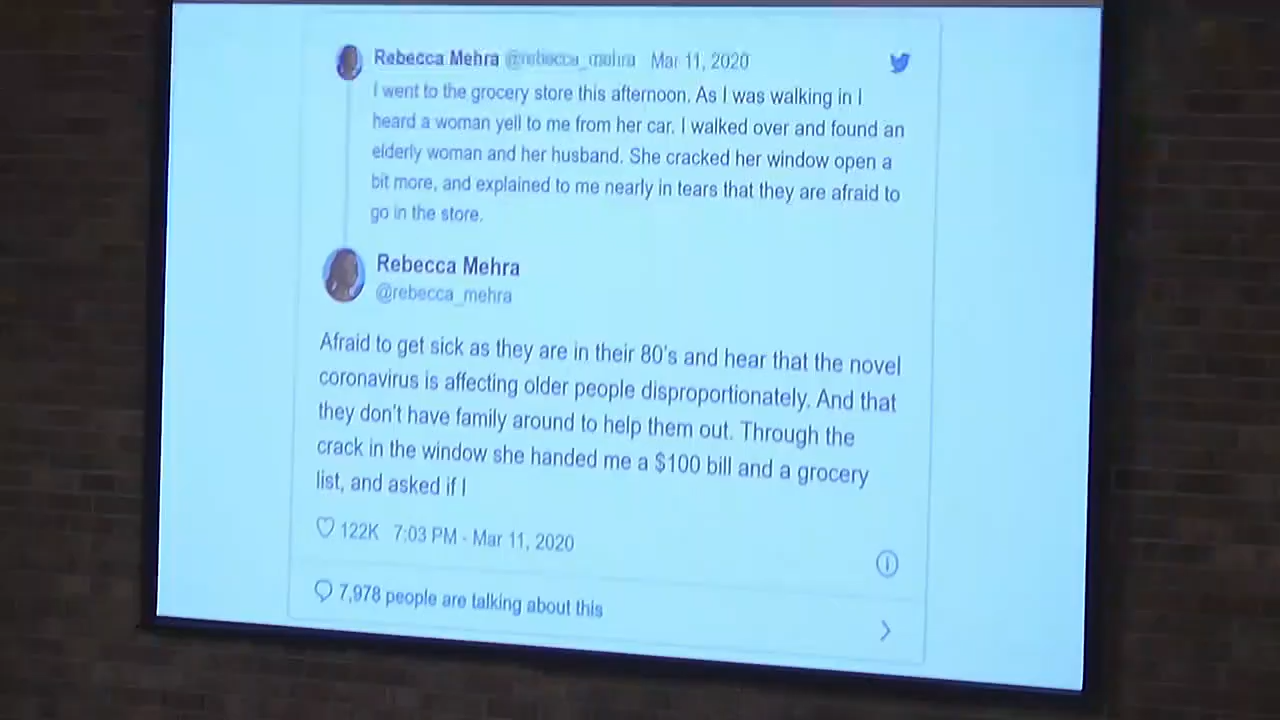 Rebecca Mehra @rebecca_mehra Mar 11, 2020
I went to the grocery store this afternoon. As I was walking in I
heard a woman yell to me from her car. I walked over and found an
elderly woman and her husband. She cracked her window open a
bit more, and explained to me nearly in tears that they are afraid to
go in the store.
Rebecca Mehra
@rebecca_mehra
Afraid to get sick as they are in their 80's and hear that the novel
coronavirus is affecting older people disproportionately. And that
they don't have family around to help them out. Through the
crack in the window she handed me a $100 bill and a grocery
list, and asked if I
122K 7:03 PM - Mar 11, 2020
7,978 people are talking about this